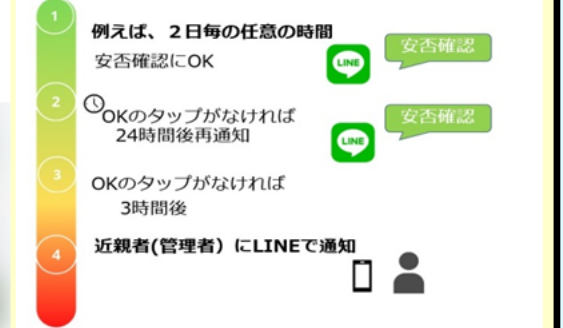 1
例えば、２日毎の任意の時間
安否確認にOK
LINE
安否確認
2
OKのタップがなければ
24時間後再通知
LINE
安否確認
3
OKのタップがなければ
3時間後
4
近親者(管理者）にLINEで通知